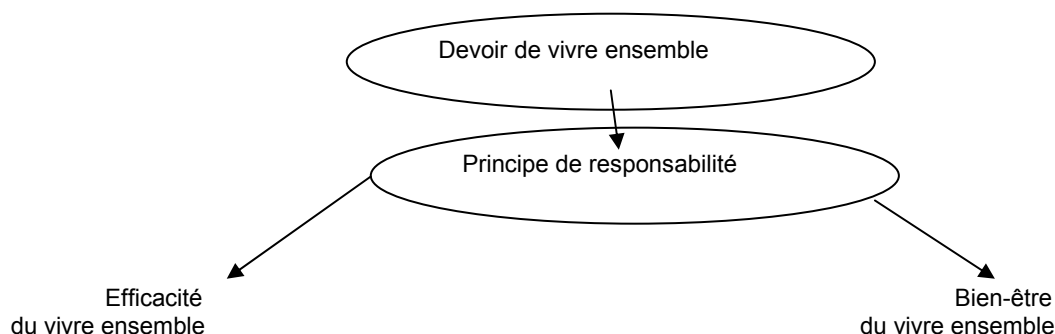 Devoir de vivre ensemble
Principe de responsabilité
Efficacité
du vivre ensemble
Bien-être
du vivre ensemble